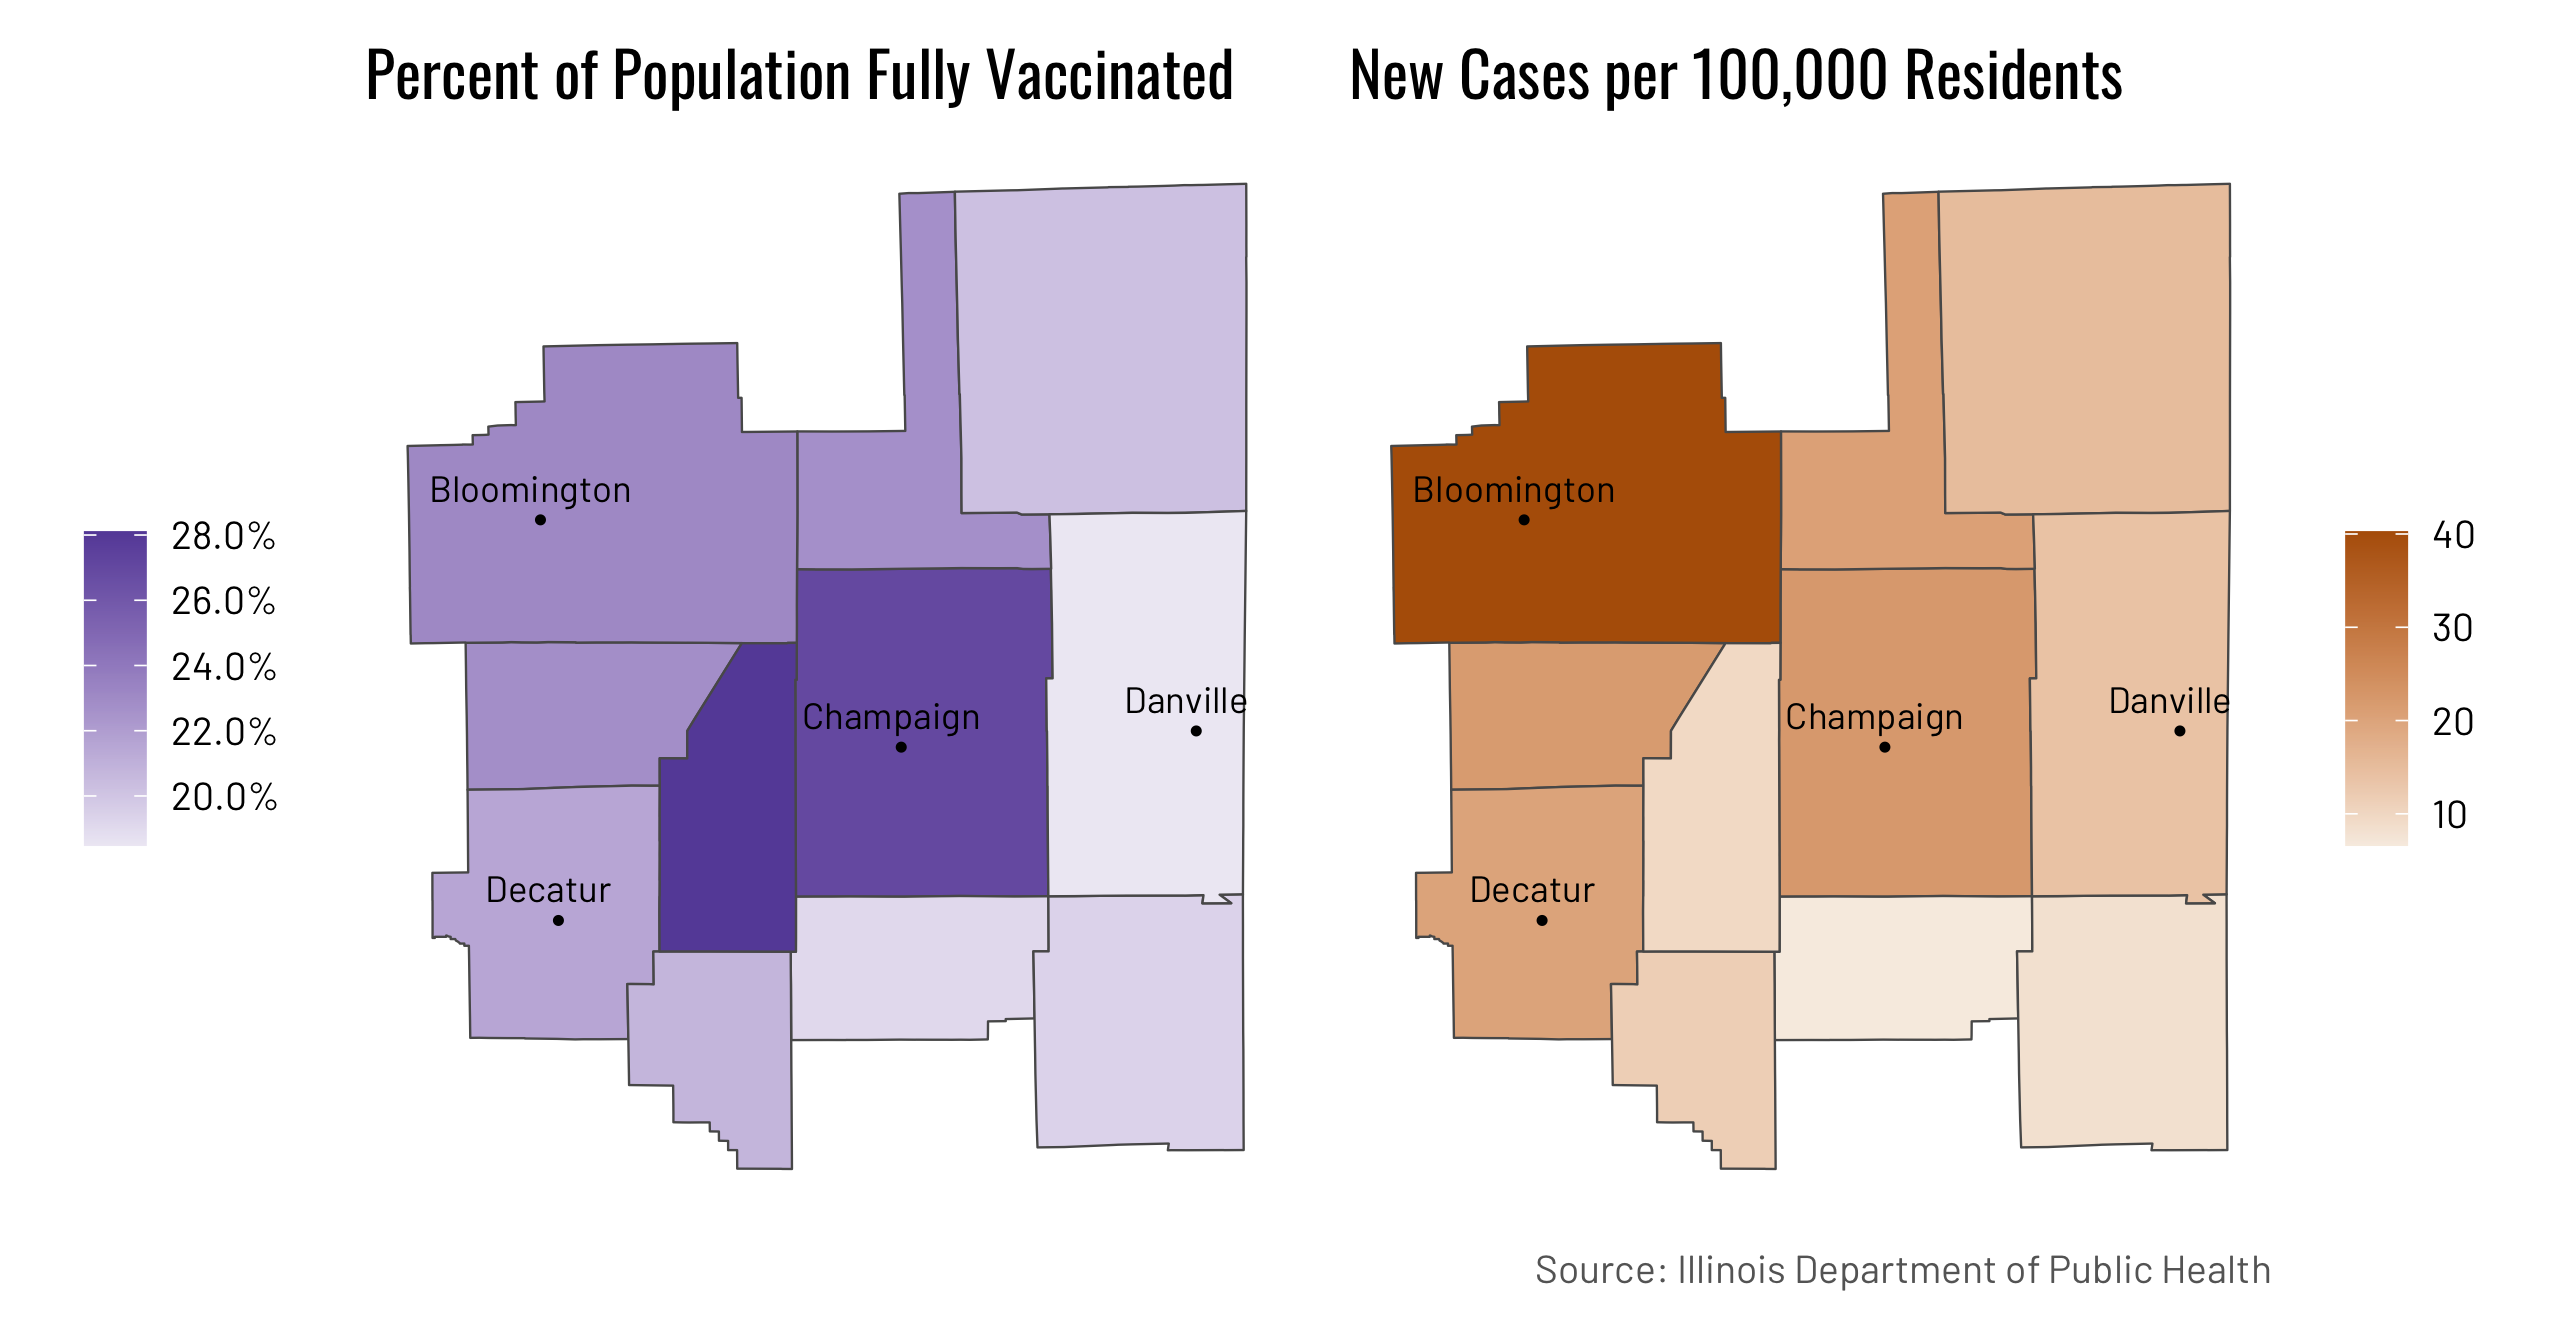 Percent of Population Fully Vaccinated
New Cases per 100,000 Residents
28.0%
26.0%
24.0%
22.0%
20.0%
Bloomington
Champaign
Danville
Decatur
Bloomington
Champaign
Danville
Decatur
40
30
20
10
Source: Illinois Department of Public Health